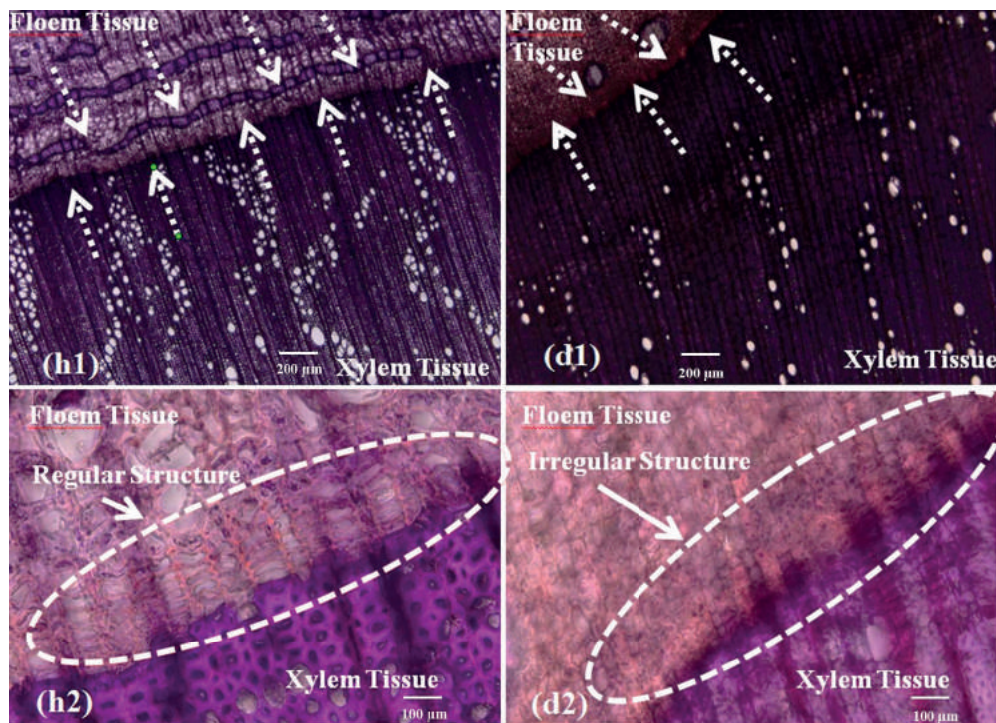 Floem Tissue
(h1)
200 µm
Xylem Tissue
Floem
Tissue
(d1)
200 µm
Xylem Tissue
Floem Tissue
Regular Structure
(h2)
Xylem Tissue
100 µm
Floem Tissue
Irregular Structure
(d2)
Xylem Tissue
100 µm